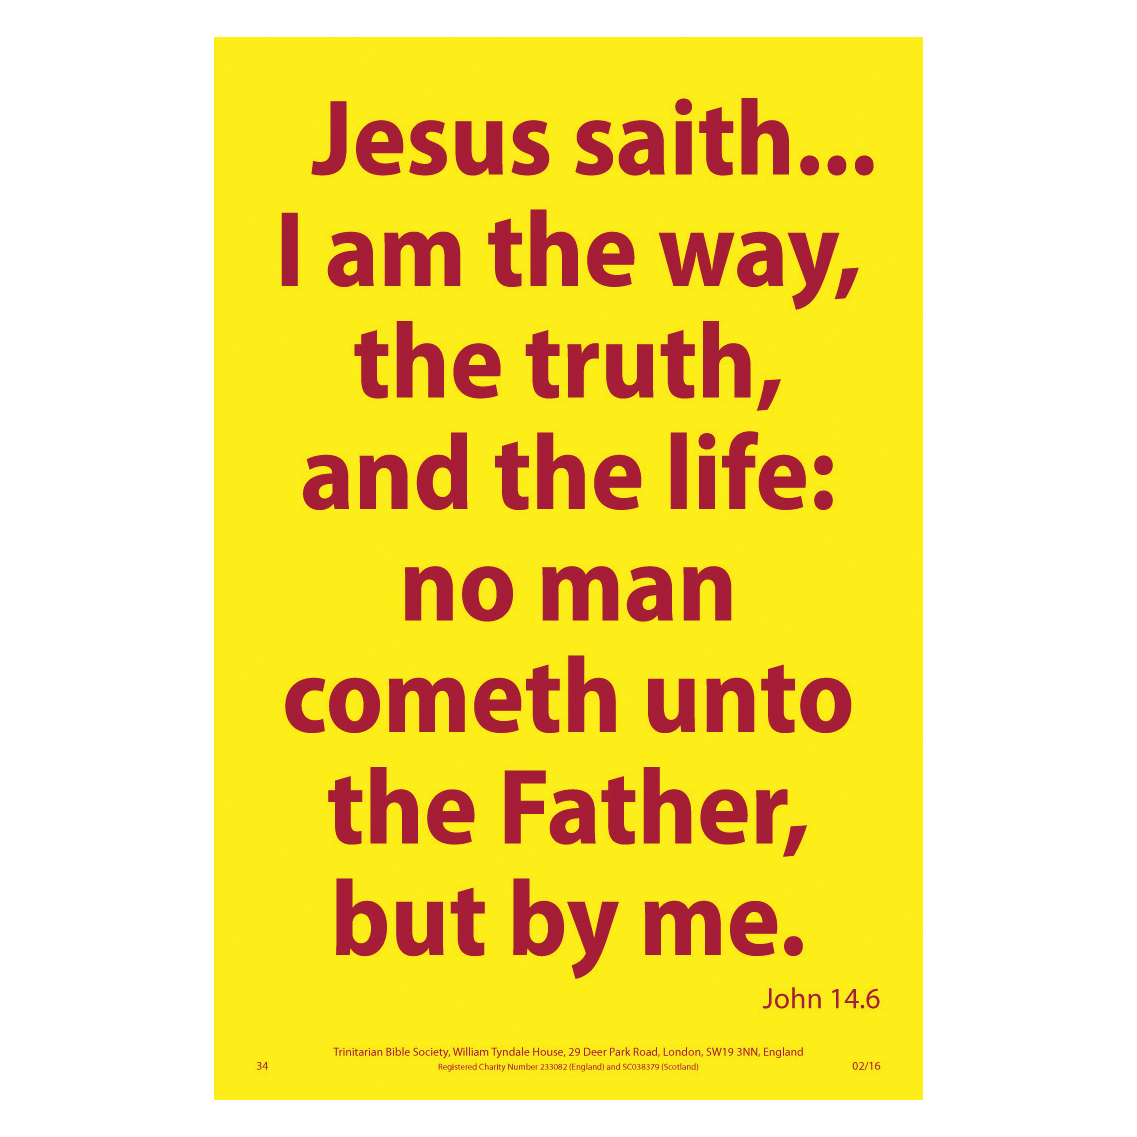 Jesus saith...
I am the way,
the truth,
and the life:
no man
cometh unto
the Father,
but by me.
John 14.6
Trinitarian Bible Society, William Tyndale House, 29 Deer Park Road, London, SW19 3NN, England
34 Registered Charity Number 233082 (England) and SC038379 (Scotland) 02/16